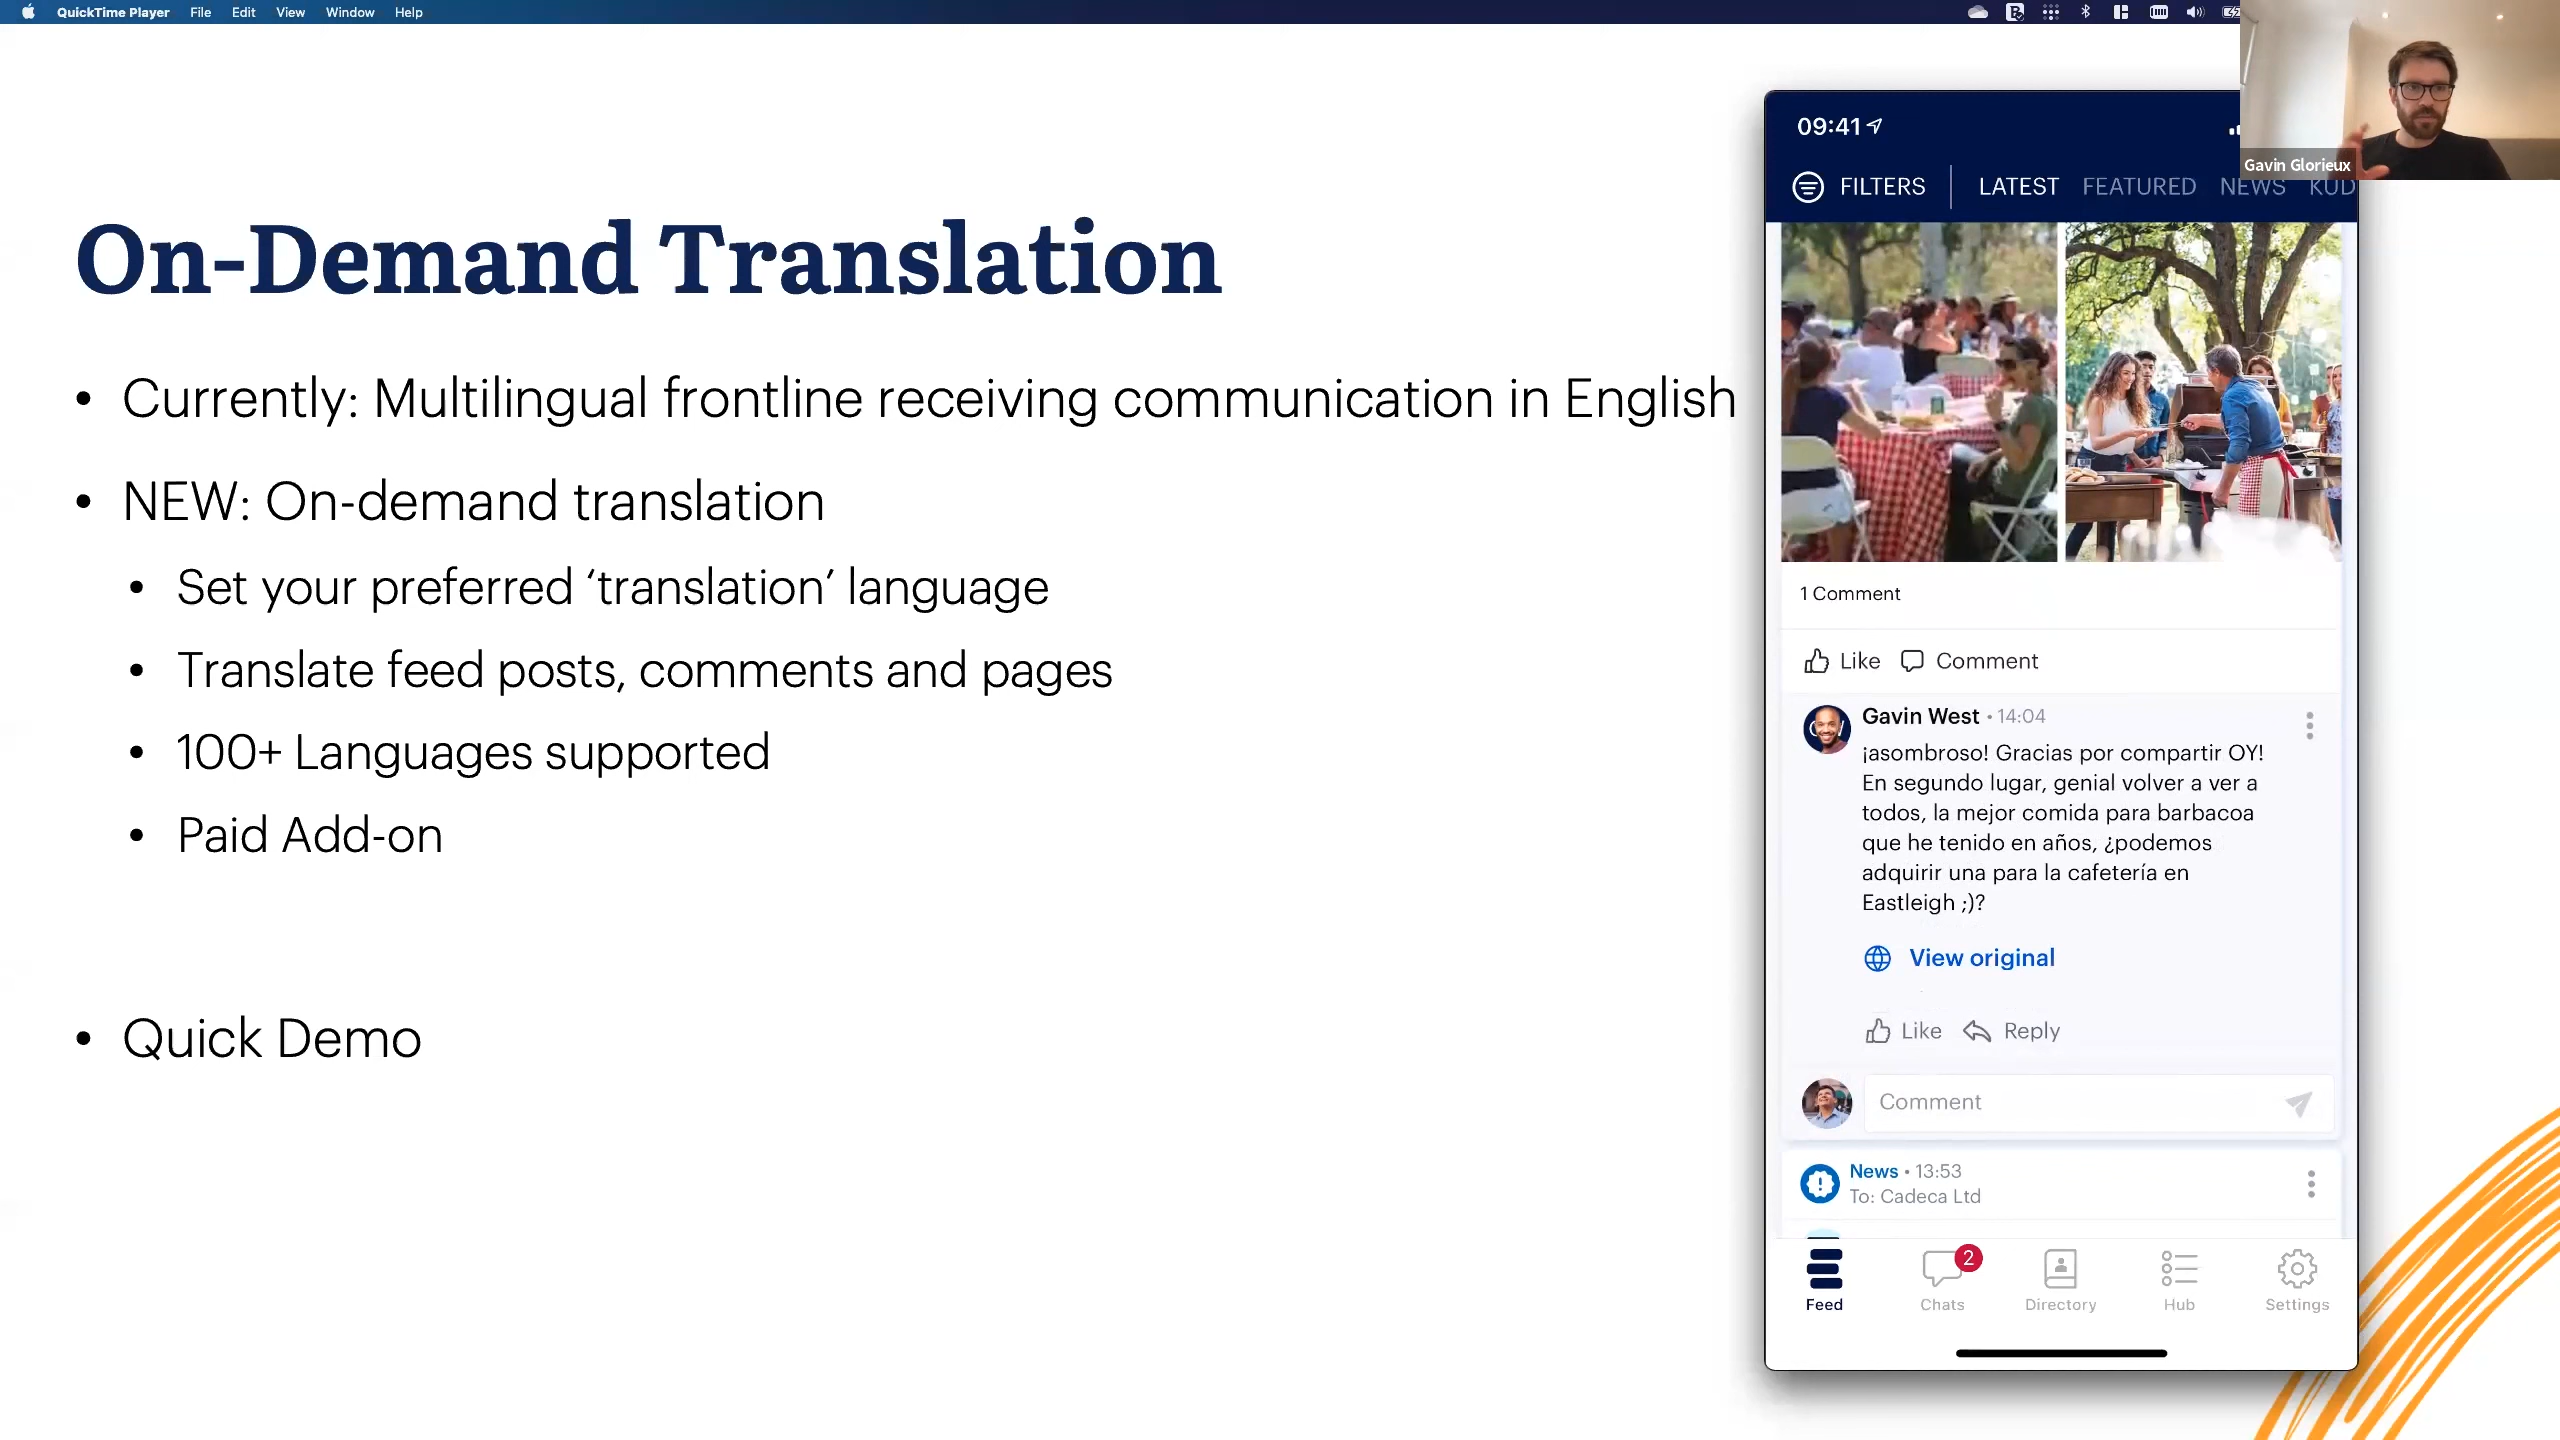 QuickTime Player File Edit View Window Help
On-Demand Translation
• Currently: Multilingual frontline receiving communication in English
• NEW: On-demand translation
• Set your preferred ‘translation’ language
• Translate feed posts, comments and pages
• 100+ Languages supported
• Paid Add-on
• Quick Demo
09:41
FILTERS LATEST FEATURED NEWS KUD
1 Comment
Like Comment
Gavin West • 14:04
¡asombroso! Gracias por compartir OY!
En segundo lugar, genial volver a ver a
todos, la mejor comida para barbacoa
que he tenido en años, ¿podemos
adquirir una para la cafetería en
Eastleigh ;)?
View original
Like Reply
Comment
News • 13:53
To: Cadeca Ltd
2
Feed Chats Directory Hub Settings
Gavin Glorieux